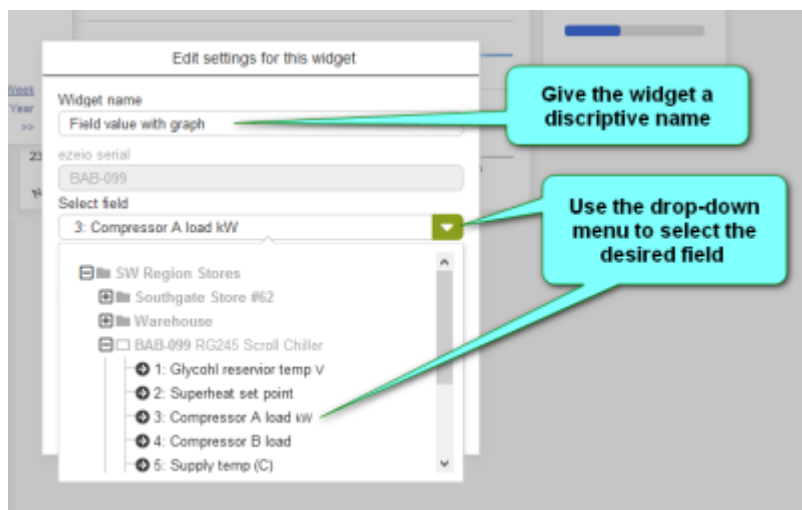 Edit settings for this widget
Week
Year
>>
Widget name
Field value with graph
Give the widget a
discriptive name
23
ezeio serial
BAB-099
Select field
3: Compressor A load kW
Use the drop-down
menu to select the
desired field
SW Region Stores
Southgate Store #62
Warehouse
BAB-099 RG245 Scroll Chiller
1: Glycohl reservior temp V
2: Superheat set point
3: Compressor A load kW
4: Compressor B load
5: Supply temp (C)